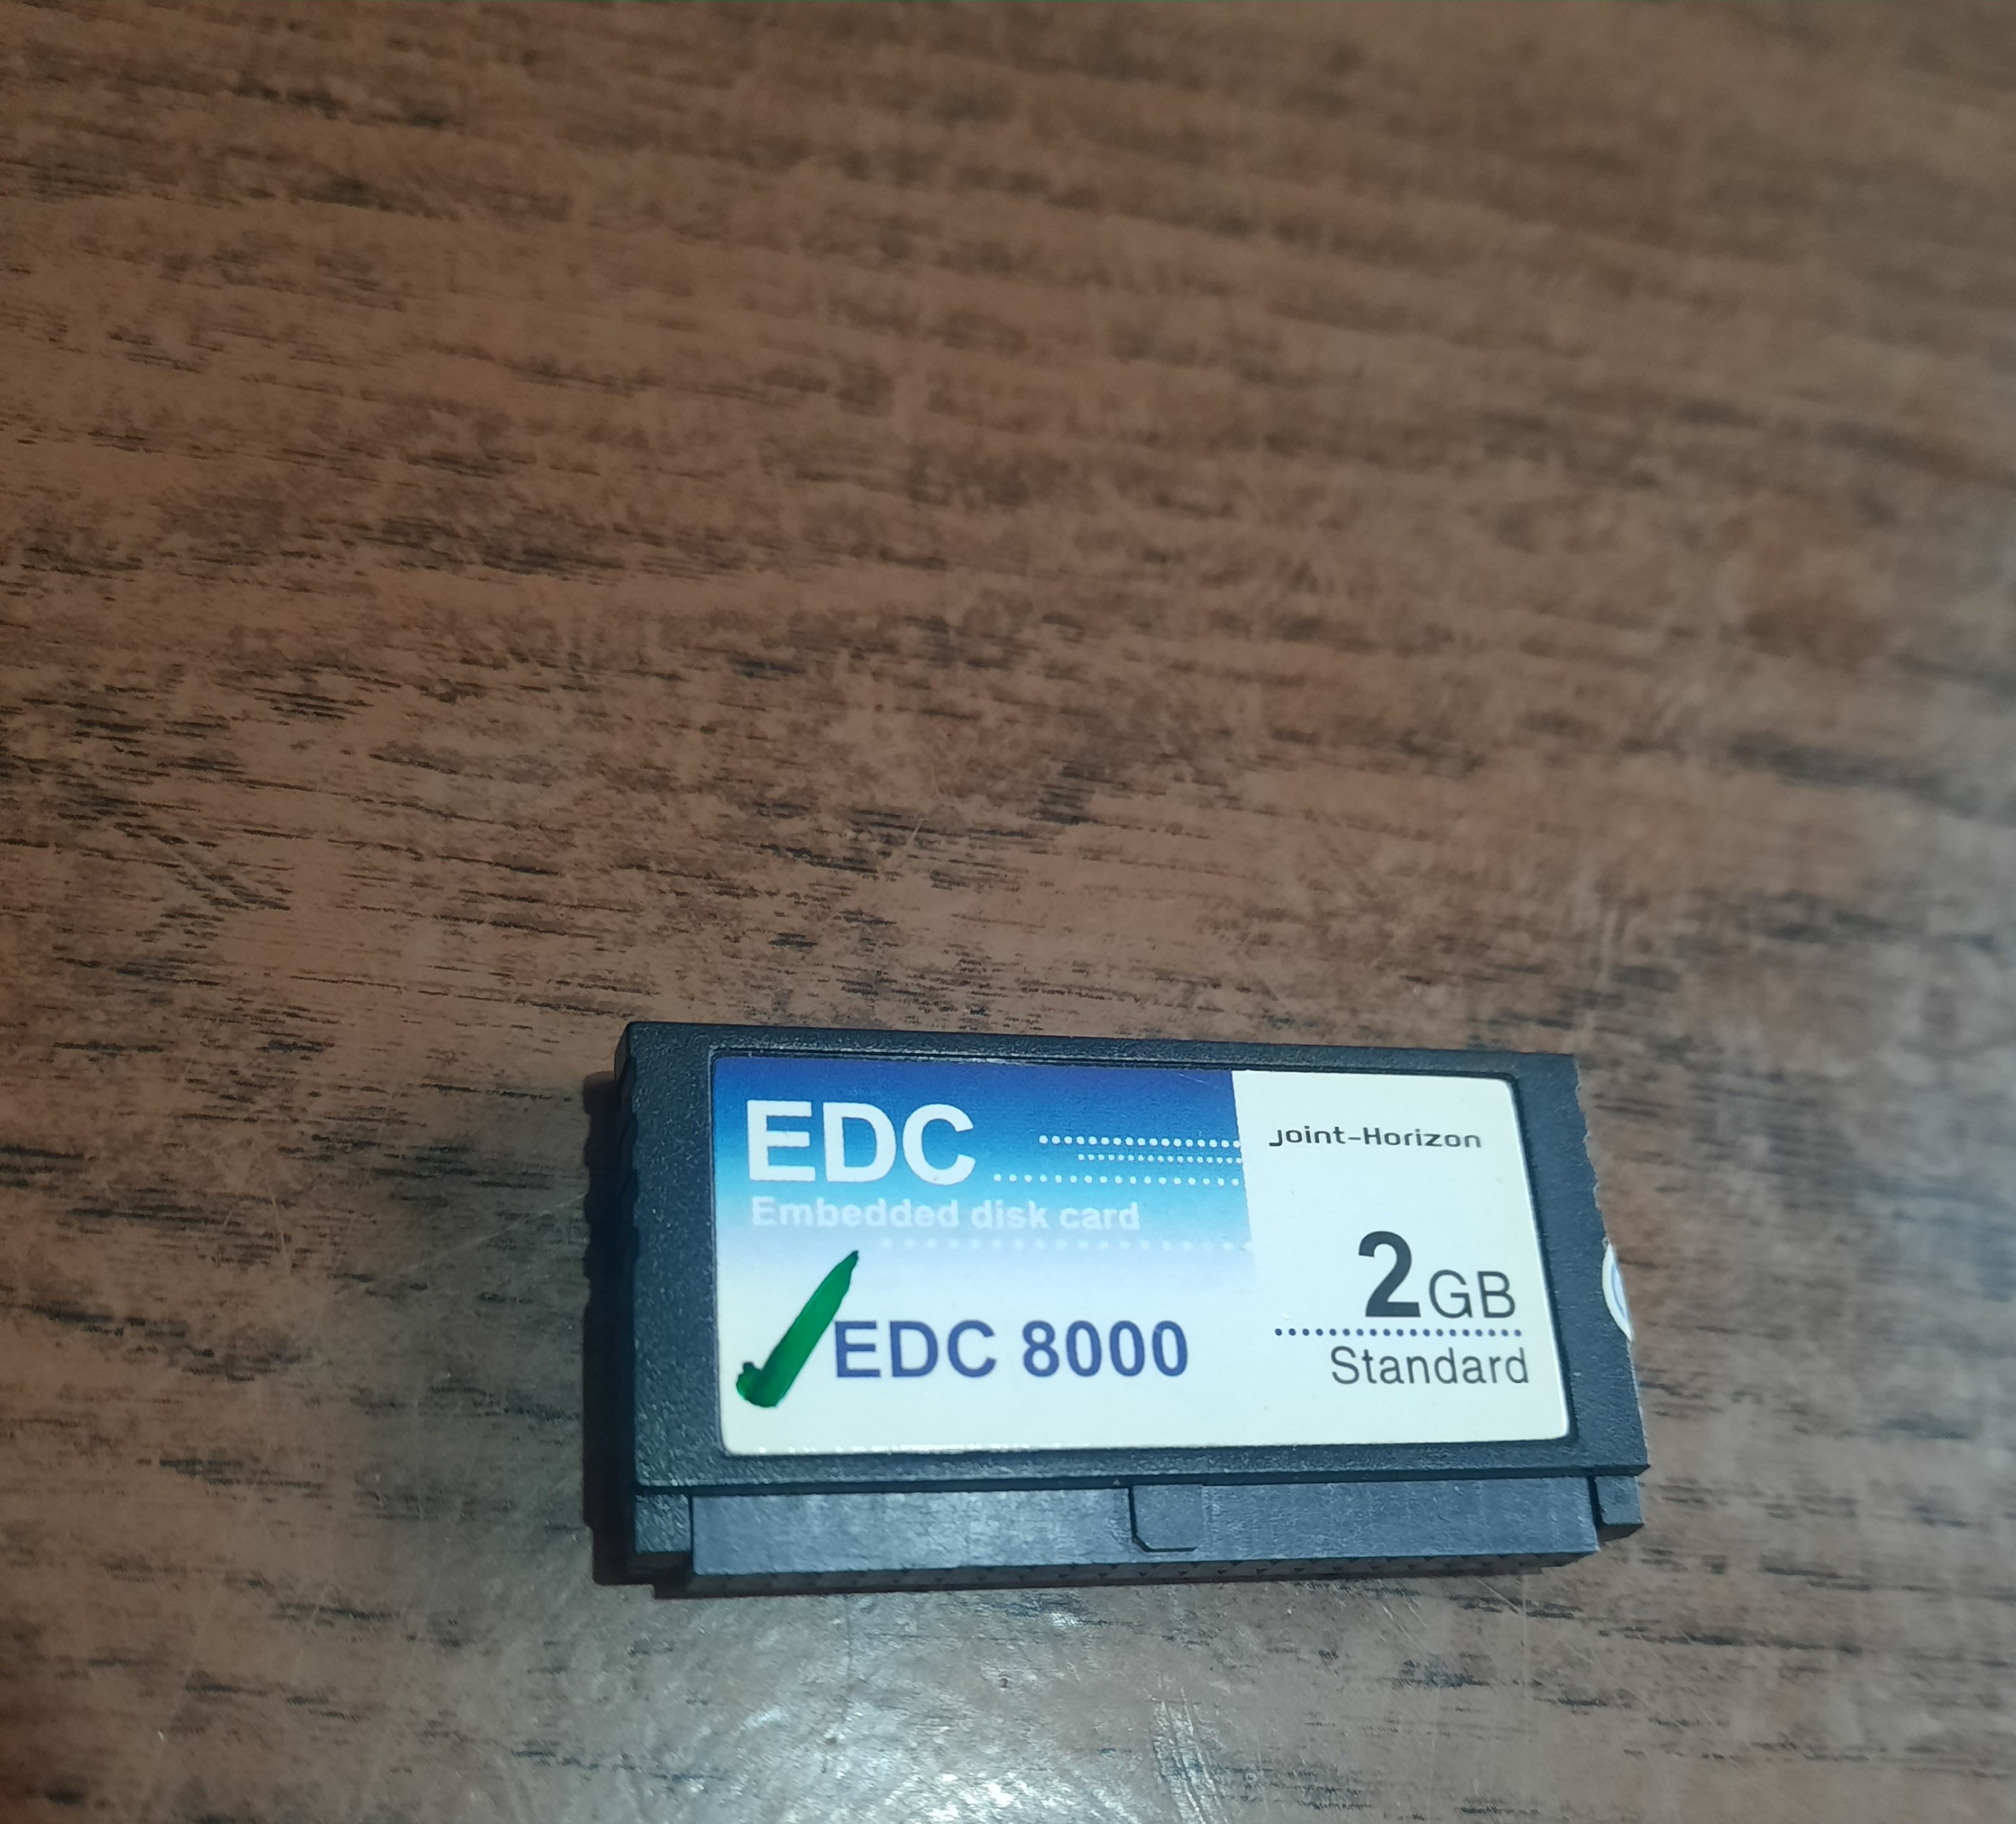 EDC
Embedded disk card
EDC 8000
Joint-Horizon
2GB
Standard